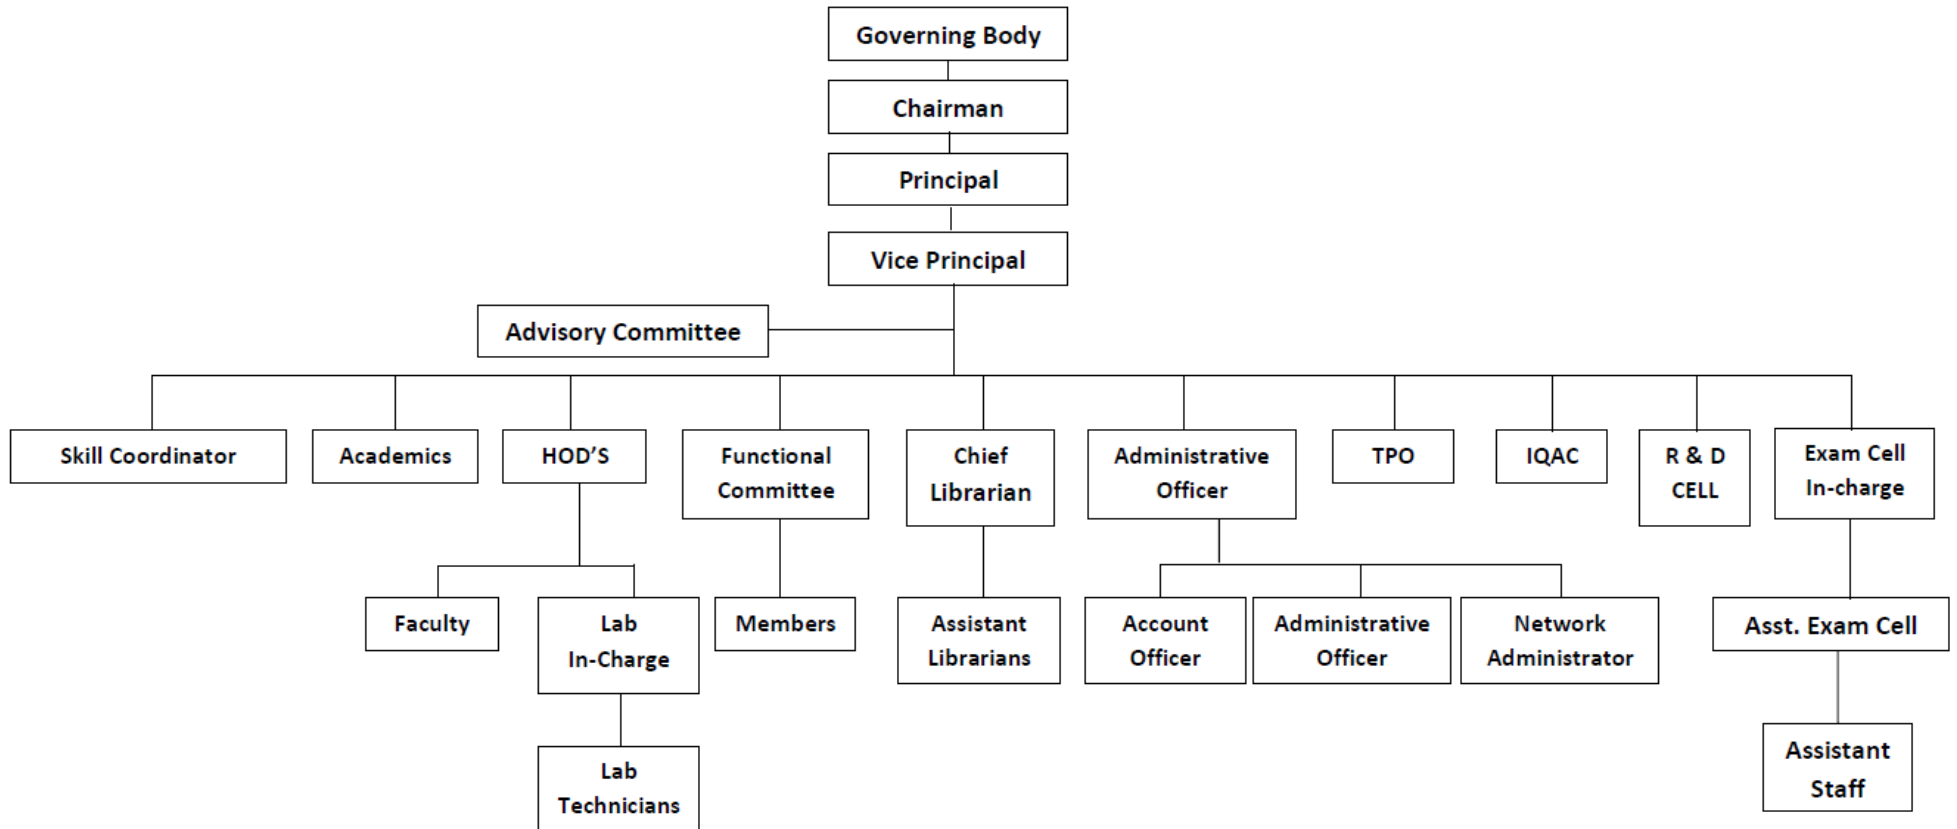 Governing Body
Chairman
Principal
Vice Principal
Advisory Committee
Skill Coordinator
Academics
HOD’S
Functional
Committee
Chief
Librarian
Administrative
Officer
TPO
IQAC
R & D
CELL
Exam Cell
In-charge
Faculty
Lab
In-Charge
Members
Assistant
Librarians
Account
Officer
Administrative
Officer
Network
Administrator
Asst. Exam Cell
Lab
Technicians
Assistant
Staff